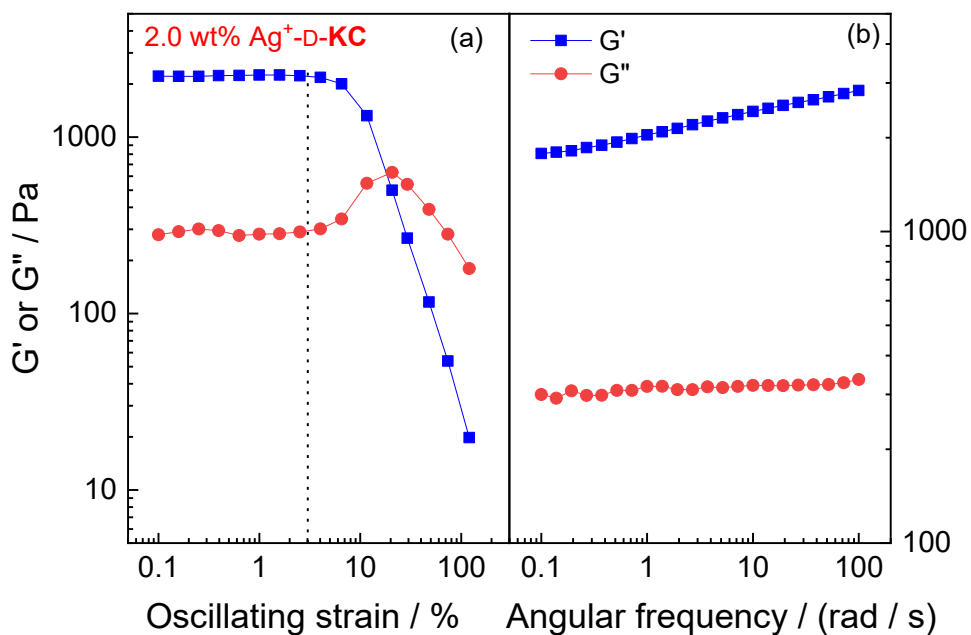 2.0 wt% Ag⁺-D-KC
(a)
G' or G" / Pa
1000
100
10
0.1 1 10 100
Oscillating strain / %
(b)
G'
G"
1000
100
0.1 1 10 100
Angular frequency / (rad / s)